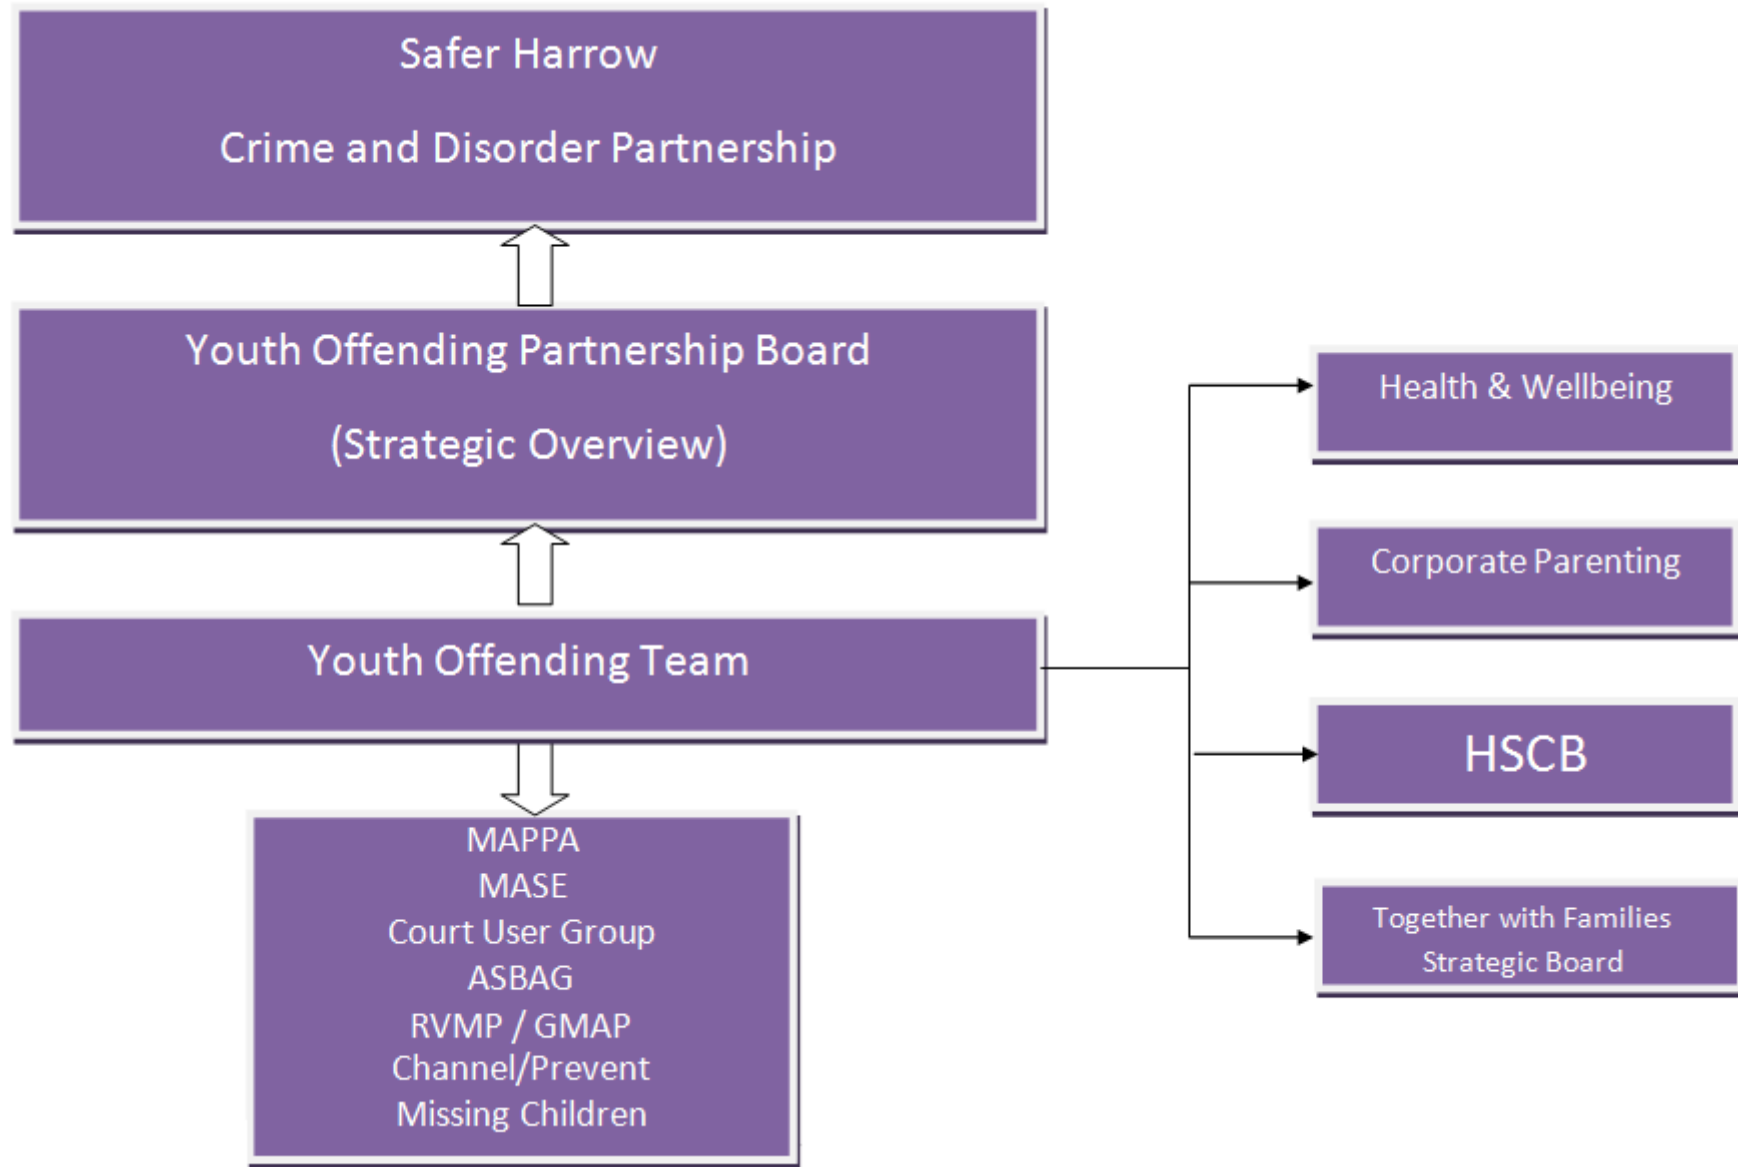 Safer Harrow
Crime and Disorder Partnership
Youth Offending Partnership Board
(Strategic Overview)
Youth Offending Team
MAPPA
MASE
Court User Group
ASBAG
RVMP / GMAP
Channel/Prevent
Missing Children
Health & Wellbeing
Corporate Parenting
HSCB
Together with Families
Strategic Board